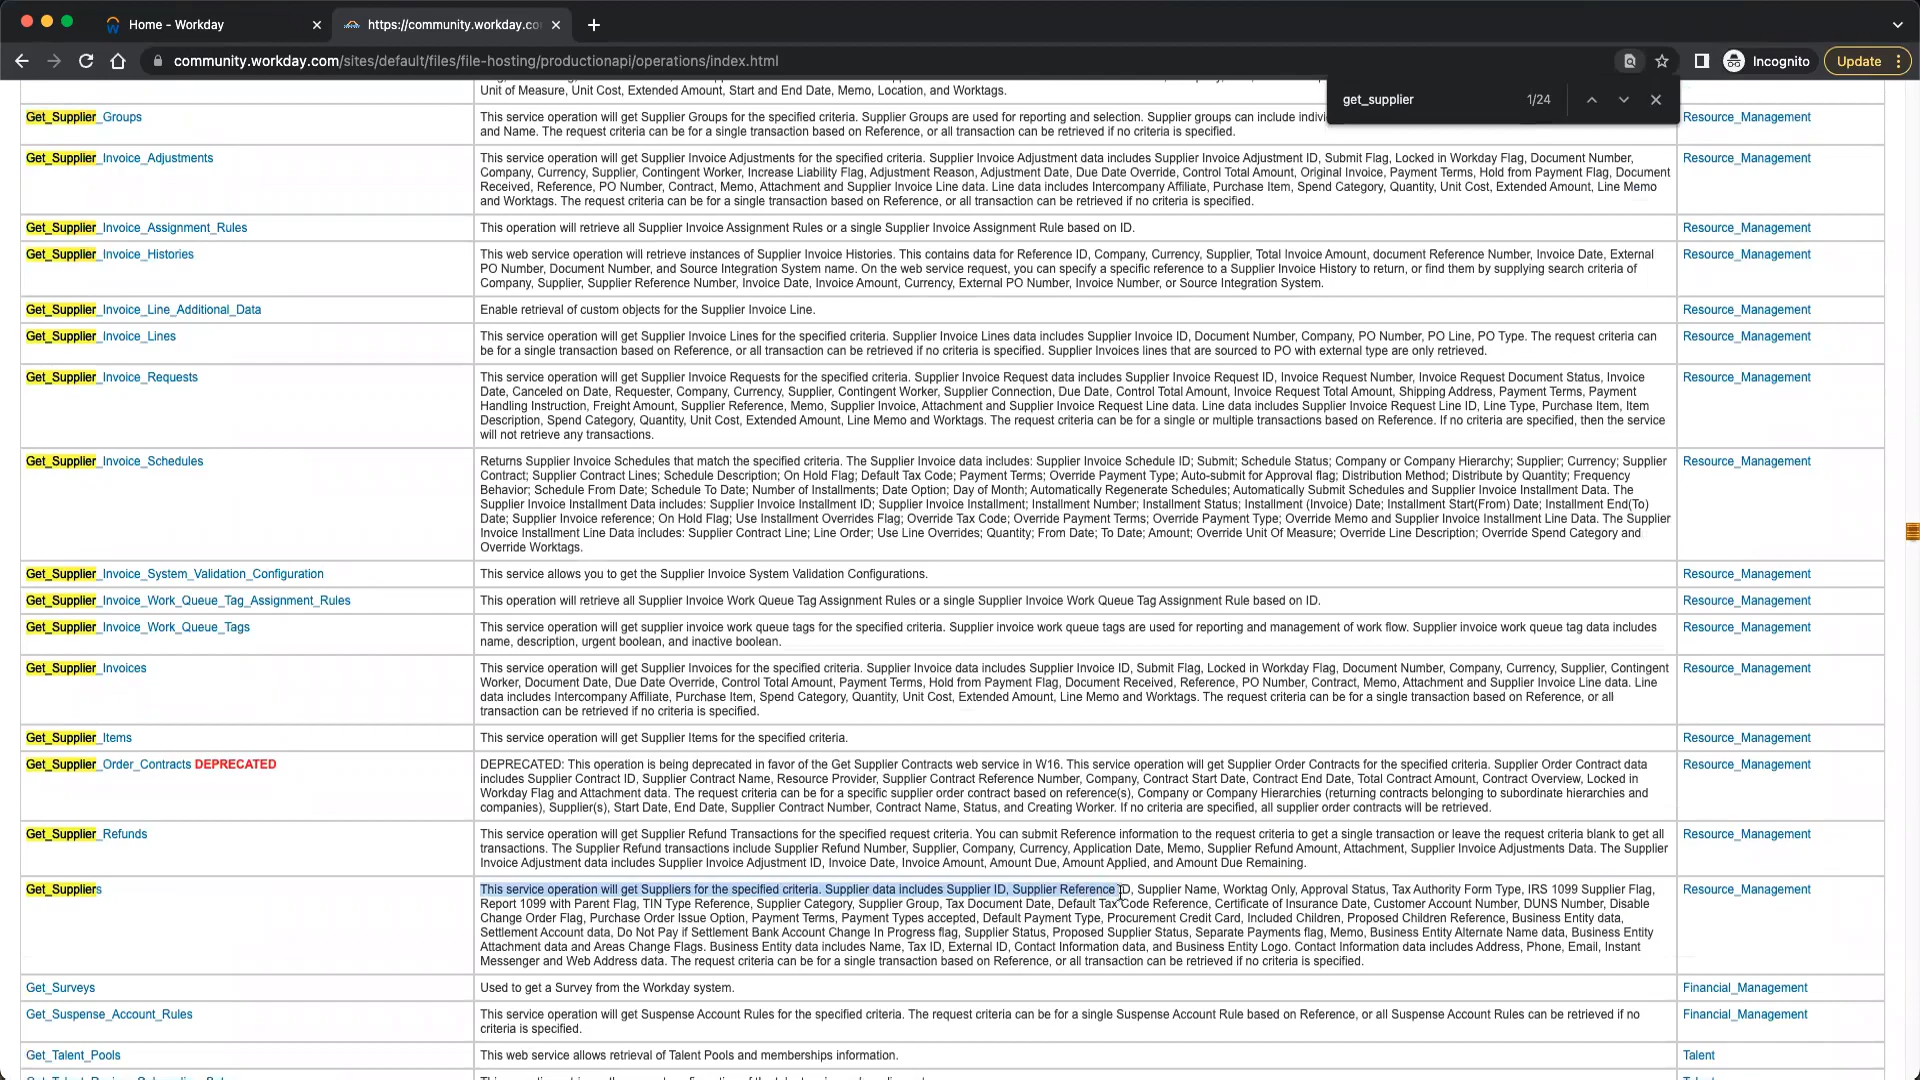 Home - Workday
https://community.workday.co
community.workday.com/sites/default/files/file-hosting/productionapi/operations/index.html
Incognito
Update
get_supplier
1/24
Unit of Measure, Unit Cost, Extended Amount, Start and End Date, Memo, Location, and Worktags.
Get_Supplier_Groups
This service operation will get Supplier Groups for the specified criteria. Supplier Groups are used for reporting and selection. Supplier groups can include indivi
and Name. The request criteria can be for a single transaction based on Reference, or all transaction can be retrieved if no criteria is specified.
Resource_Management
Get_Supplier_Invoice_Adjustments
This service operation will get Supplier Invoice Adjustments for the specified criteria. Supplier Invoice Adjustment data includes Supplier Invoice Adjustment ID, Submit Flag, Locked in Workday Flag, Document Number,
Company, Currency, Supplier, Contingent Worker, Increase Liability Flag, Adjustment Reason, Adjustment Date, Due Date Override, Control Total Amount, Original Invoice, Payment Terms, Hold from Payment Flag, Document
Received, Reference, PO Number, Contract, Memo, Attachment and Supplier Invoice Line data. Line data includes Intercompany Affiliate, Purchase Item, Spend Category, Quantity, Unit Cost, Extended Amount, Line Memo
and Worktags. The request criteria can be for a single transaction based on Reference, or all transaction can be retrieved if no criteria is specified.
Resource_Management
Get_Supplier_Invoice_Assignment_Rules
This operation will retrieve all Supplier Invoice Assignment Rules or a single Supplier Invoice Assignment Rule based on ID.
Resource_Management
Get_Supplier_Invoice_Histories
This web service operation will retrieve instances of Supplier Invoice Histories. This contains data for Reference ID, Company, Currency, Supplier, Total Invoice Amount, document Reference Number, Invoice Date, External
PO Number, Document Number, and Source Integration System name. On the web service request, you can specify a specific reference to a Supplier Invoice History to return, or find them by supplying search criteria of
Company, Supplier, Supplier Reference Number, Invoice Date, Invoice Amount, Currency, External PO Number, Invoice Number, or Source Integration System.
Resource_Management
Get_Supplier_Invoice_Line_Additional_Data
Enable retrieval of custom objects for the Supplier Invoice Line.
Resource_Management
Get_Supplier_Invoice_Lines
This service operation will get Supplier Invoice Lines for the specified criteria. Supplier Invoice Lines data includes Supplier Invoice ID, Document Number, Company, PO Number, PO Line, PO Type. The request criteria can
be for a single transaction based on Reference, or all transaction can be retrieved if no criteria is specified. Supplier Invoices lines that are sourced to PO with external type are only retrieved.
Resource_Management
Get_Supplier_Invoice_Requests
This service operation will get Supplier Invoice Requests for the specified criteria. Supplier Invoice Request data includes Supplier Invoice Request ID, Invoice Request Number, Invoice Request Document Status, Invoice
Date, Canceled on Date, Requester, Company, Currency, Supplier, Contingent Worker, Supplier Connection, Due Date, Control Total Amount, Invoice Request Total Amount, Shipping Address, Payment Terms, Payment
Handling Instruction, Freight Amount, Supplier Reference, Memo, Supplier Invoice, Attachment and Supplier Invoice Request Line data. Line data includes Supplier Invoice Request Line ID, Line Type, Purchase Item, Item
Description, Spend Category, Quantity, Unit Cost, Extended Amount, Line Memo and Worktags. The request criteria can be for a single or multiple transactions based on Reference. If no criteria are specified, then the service
will not retrieve any transactions.
Resource_Management
Get_Supplier_Invoice_Schedules
Returns Supplier Invoice Schedules that match the specified criteria. The Supplier Invoice data includes: Supplier Invoice Schedule ID; Submit; Schedule Status; Company or Company Hierarchy; Supplier; Currency; Supplier
Contract; Supplier Contract Lines; Schedule Description; On Hold Flag; Default Tax Code; Payment Terms; Override Payment Type; Auto-submit for Approval flag; Distribution Method; Distribute by Quantity; Frequency
Behavior; Schedule From Date; Schedule To Date; Number of Installments; Date Option; Day of Month; Automatically Regenerate Schedules; Automatically Submit Schedules and Supplier Invoice Installment Data. The
Supplier Invoice Installment Data includes: Supplier Invoice Installment ID; Supplier Invoice Installment; Installment Number; Installment Status; Installment (Invoice) Date; Installment Start(From) Date; Installment End(To)
Date; Supplier Invoice reference; On Hold Flag; Use Installment Overrides Flag; Override Tax Code; Override Payment Terms; Override Payment Type; Override Memo and Supplier Invoice Installment Line Data. The Supplier
Invoice Installment Line Data includes: Supplier Contract Line; Line Order; Use Line Overrides; Quantity; From Date; To Date; Amount; Override Unit Of Measure; Override Line Description; Override Spend Category and
Override Worktags.
Resource_Management
Get_Supplier_Invoice_System_Validation_Configuration
This service allows you to get the Supplier Invoice System Validation Configurations.
Resource_Management
Get_Supplier_Invoice_Work_Queue_Tag_Assignment_Rules
This operation will retrieve all Supplier Invoice Work Queue Tag Assignment Rules or a single Supplier Invoice Work Queue Tag Assignment Rule based on ID.
Resource_Management
Get_Supplier_Invoice_Work_Queue_Tags
This service operation will get supplier invoice work queue tags for the specified criteria. Supplier invoice work queue tags are used for reporting and management of work flow. Supplier invoice work queue tag data includes
name, description, urgent boolean, and inactive boolean.
Resource_Management
Get_Supplier_Invoices
This service operation will get Supplier Invoices for the specified criteria. Supplier Invoice data includes Supplier Invoice ID, Submit Flag, Locked in Workday Flag, Document Number, Company, Currency, Supplier, Contingent
Worker, Document Date, Due Date Override, Control Total Amount, Payment Terms, Hold from Payment Flag, Document Received, Reference, PO Number, Contract, Memo, Attachment and Supplier Invoice Line data. Line
data includes Intercompany Affiliate, Purchase Item, Spend Category, Quantity, Unit Cost, Extended Amount, Line Memo and Worktags. The request criteria can be for a single transaction based on Reference, or all
transaction can be retrieved if no criteria is specified.
Resource_Management
Get_Supplier_Items
This service operation will get Supplier Items for the specified criteria.
Resource_Management
Get_Supplier_Order_Contracts DEPRECATED
DEPRECATED: This operation is being deprecated in favor of the Get Supplier Contracts web service in W16. This service operation will get Supplier Order Contracts for the specified criteria. Supplier Order Contract data
includes Supplier Contract ID, Supplier Contract Name, Resource Provider, Supplier Contract Reference Number, Company, Contract Start Date, Contract End Date, Total Contract Amount, Contract Overview, Locked in
Workday Flag and Attachment data. The request criteria can be for a specific supplier order contract based on reference(s), Company or Company Hierarchies (returning contracts belonging to subordinate hierarchies and
companies), Supplier(s), Start Date, End Date, Supplier Contract Number, Contract Name, Status, and Creating Worker. If no criteria are specified, all supplier order contracts will be retrieved.
Resource_Management
Get_Supplier_Refunds
This service operation will get Supplier Refund Transactions for the specified request criteria. You can submit Reference information to the request criteria to get a single transaction or leave the request criteria blank to get all
transactions. The Supplier Refund transactions include Supplier Refund Number, Supplier, Company, Currency, Application Date, Memo, Supplier Refund Amount, Attachment, Supplier Invoice Adjustments Data. The Supplier
Invoice Adjustment data includes Supplier Invoice Adjustment ID, Invoice Date, Invoice Amount, Amount Due, Amount Applied, and Amount Due Remaining.
Resource_Management
Get_Suppliers
This service operation will get Suppliers for the specified criteria. Supplier data includes Supplier ID, Supplier Reference ID, Supplier Name, Worktag Only, Approval Status, Tax Authority Form Type, IRS 1099 Supplier Flag,
Report 1099 with Parent Flag, TIN Type Reference, Supplier Category, Supplier Group, Tax Document Date, Default Tax Code Reference, Certificate of Insurance Date, Customer Account Number, DUNS Number, Disable
Change Order Flag, Purchase Order Issue Option, Payment Terms, Payment Types accepted, Default Payment Type, Procurement Credit Card, Included Children, Proposed Children Reference, Business Entity data,
Settlement Account data, Do Not Pay if Settlement Bank Account Change In Progress flag, Supplier Status, Proposed Supplier Status, Separate Payments flag, Memo, Business Entity Alternate Name data, Business Entity
Attachment data and Areas Change Flags. Business Entity data includes Name, Tax ID, External ID, Contact Information data, and Business Entity Logo. Contact Information data includes Address, Phone, Email, Instant
Messenger and Web Address data. The request criteria can be for a single transaction based on Reference, or all transaction can be retrieved if no criteria is specified.
Resource_Management
Get_Surveys
Used to get a Survey from the Workday system.
Financial_Management
Get_Suspense_Account_Rules
This service operation will get Suspense Account Rules for the specified criteria. The request criteria can be for a single Suspense Account Rule based on Reference, or all Suspense Account Rules can be retrieved if no
criteria is specified.
Financial_Management
Get_Talent_Pools
This web service allows retrieval of Talent Pools and memberships information.
Talent